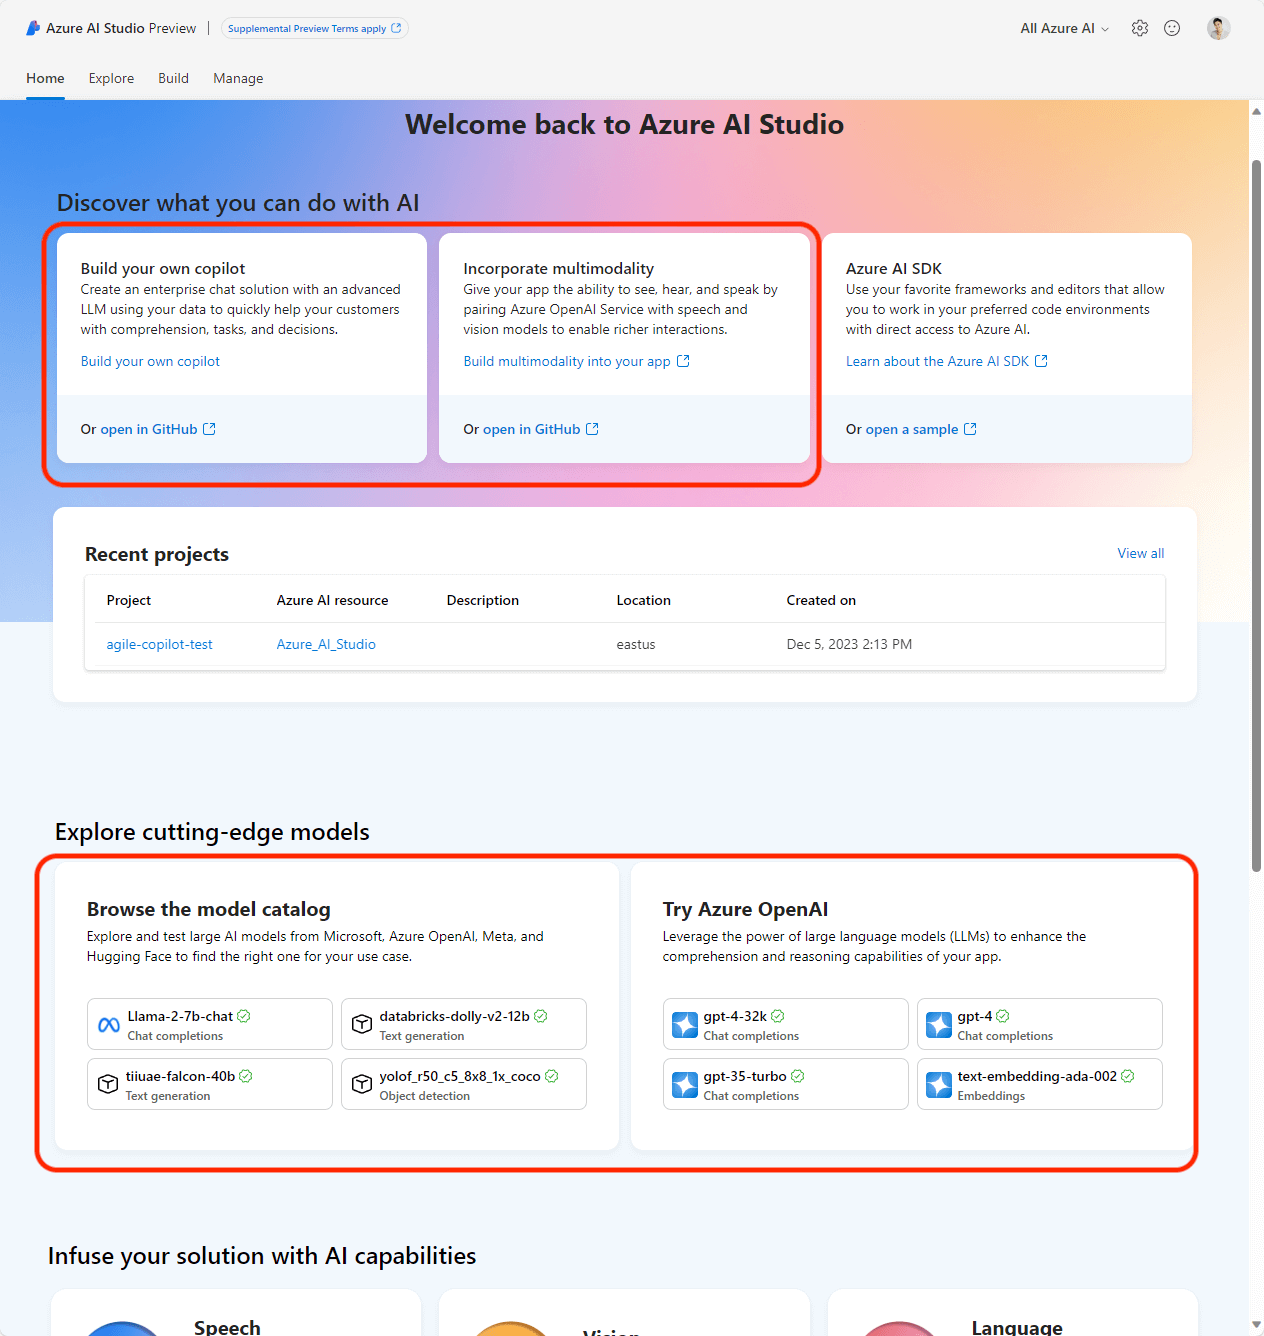 Azure AI Studio Preview | Supplemental Preview Terms apply
All Azure AI
Home Explore Build Manage
Welcome back to Azure AI Studio
Discover what you can do with AI
Build your own copilot
Create an enterprise chat solution with an advanced
LLM using your data to quickly help your customers
with comprehension, tasks, and decisions.
Build your own copilot
Or open in GitHub
Incorporate multimodality
Give your app the ability to see, hear, and speak by
pairing Azure OpenAI Service with speech and
vision models to enable richer interactions.
Build multimodality into your app
Or open in GitHub
Azure AI SDK
Use your favorite frameworks and editors that allow
you to work in your preferred code environments
with direct access to Azure AI.
Learn about the Azure AI SDK
Or open a sample
Recent projects
View all
Project Azure AI resource Description Location Created on
agile-copilot-test Azure_AI_Studio eastus Dec 5, 2023 2:13 PM
Explore cutting-edge models
Browse the model catalog
Explore and test large AI models from Microsoft, Azure OpenAI, Meta, and
Hugging Face to find the right one for your use case.
Llama-2-7b-chat
Chat completions
databricks-dolly-v2-12b
Text generation
tiiuae-falcon-40b
Text generation
yolof_r50_c5_8x8_1x_coco
Object detection
Try Azure OpenAI
Leverage the power of large language models (LLMs) to enhance the
comprehension and reasoning capabilities of your app.
gpt-4-32k
Chat completions
gpt-4
Chat completions
gpt-35-turbo
Chat completions
text-embedding-ada-002
Embeddings
Infuse your solution with AI capabilities
Speech
Vision
Language